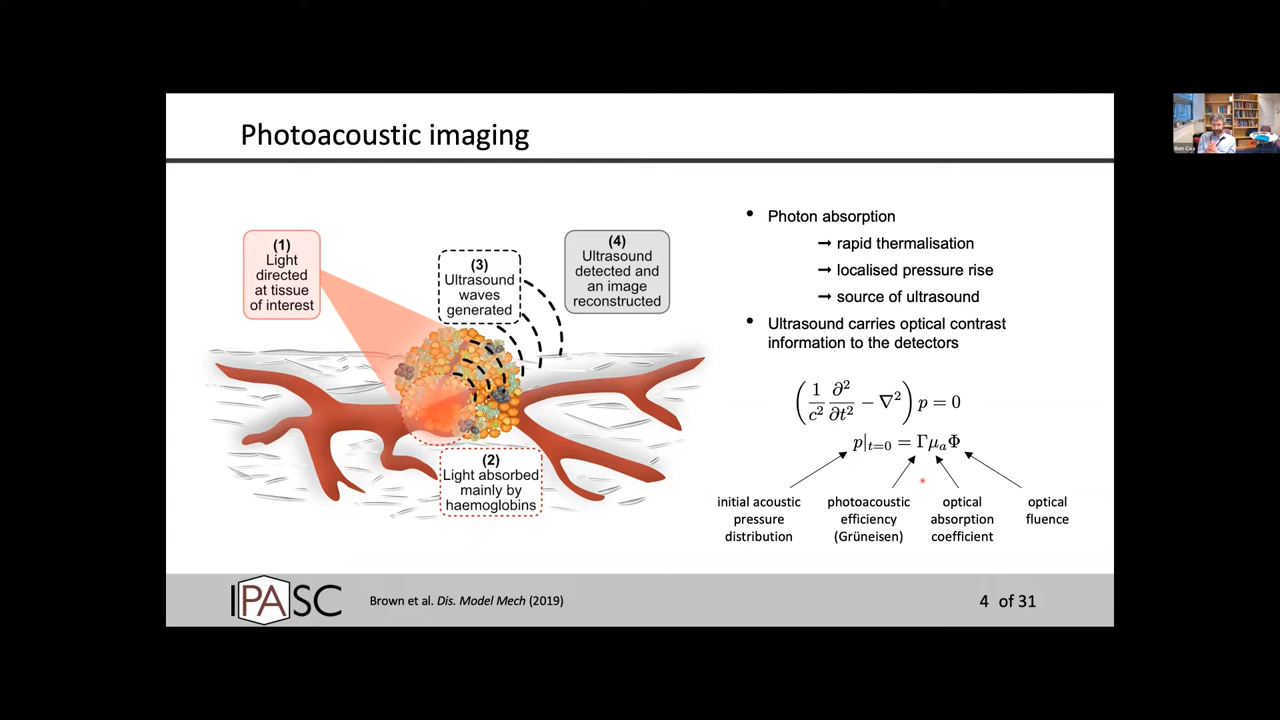 Photoacoustic imaging
(1)
Light
directed
at tissue
of interest
(3)
Ultrasound
waves
generated
(4)
Ultrasound
detected and
an image
reconstructed
(2)
Light absorbed
mainly by
haemoglobins
• Photon absorption
→ rapid thermalisation
→ localised pressure rise
→ source of ultrasound
• Ultrasound carries optical contrast
information to the detectors
(1/c² ∂²/∂t² − ∇²) p = 0
p|t=0 = ΓμaΦ
initial acoustic
pressure
distribution
photoacoustic
efficiency
(Grüneisen)
optical
absorption
coefficient
optical
fluence
IPASC
Brown et al. Dis. Model Mech (2019)
4 of 31
Ben Cox